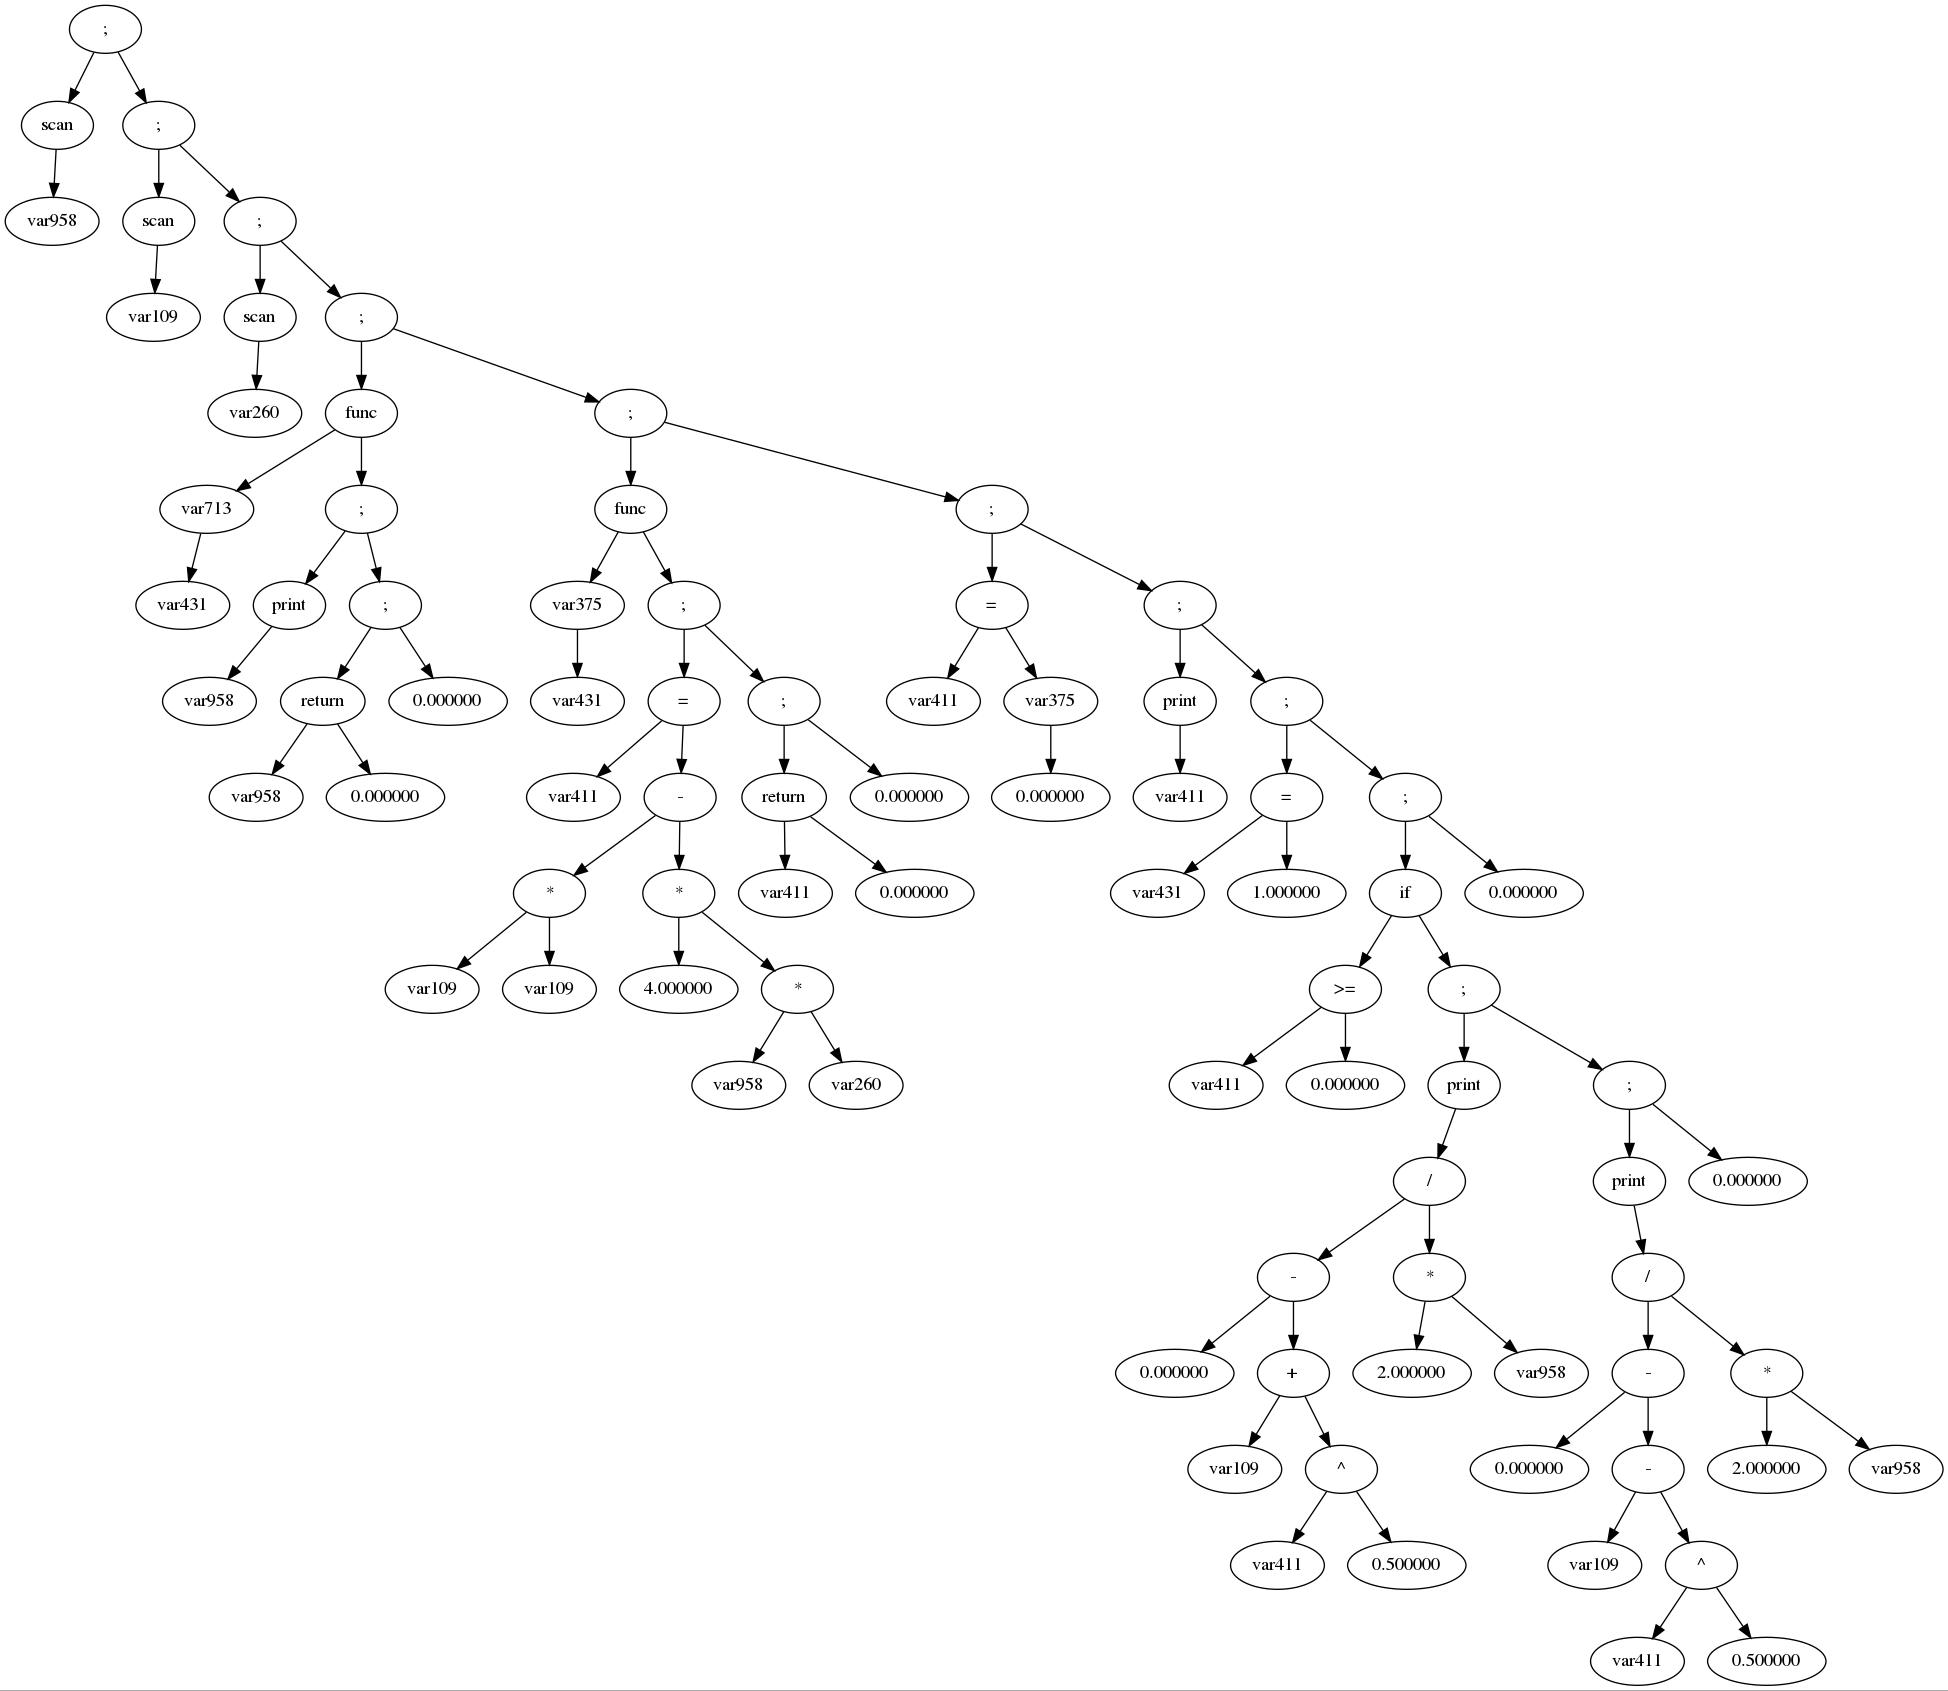 ;
scan ;
var958 scan ;
var109 scan ;
var260 func ;
var713 ; func ;
var431 print ; var375 ; = ;
var958 return 0.000000 var431 = ; var411 var375 print ;
var958 0.000000 var411 - return 0.000000 0.000000 var411 = ;
* * var411 0.000000 var431 1.000000 if 0.000000
var109 var109 4.000000 * >= ;
var958 var260 var411 0.000000 print ;
/ print 0.000000
- * /
0.000000 + 2.000000 var958 - *
var109 ^ 0.000000 - 2.000000 var958
var411 0.500000 var109 ^
var411 0.500000